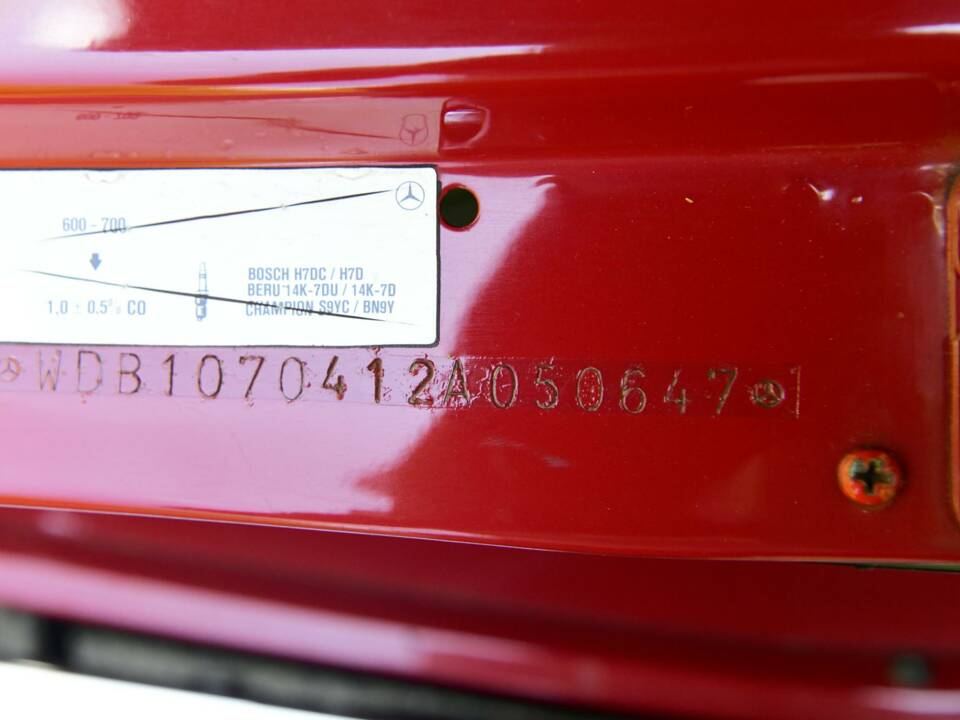 600 - 700
1,0 ± 0,5% CO
BOSCH H7DC / H7D
BERU 14K-7DU / 14K-7D
CHAMPION S9YC / BN9Y
WDB1070412A050647